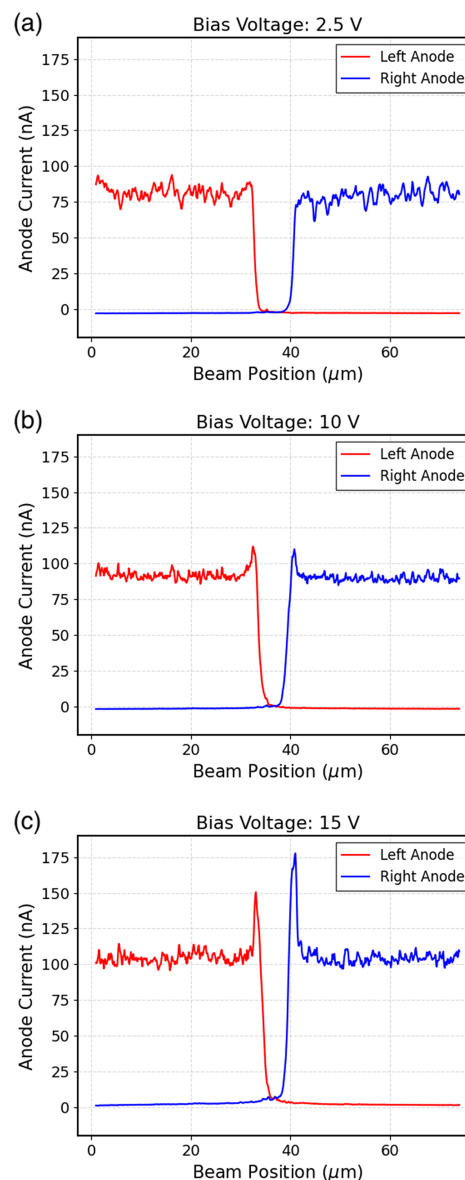 (a)
Bias Voltage: 2.5 V
Left Anode
Right Anode
175
150
125
100
75
50
25
0
Anode Current (nA)
0 20 40 60
Beam Position (μm)
(b)
Bias Voltage: 10 V
Left Anode
Right Anode
175
150
125
100
75
50
25
0
Anode Current (nA)
0 20 40 60
Beam Position (μm)
(c)
Bias Voltage: 15 V
Left Anode
Right Anode
175
150
125
100
75
50
25
0
Anode Current (nA)
0 20 40 60
Beam Position (μm)